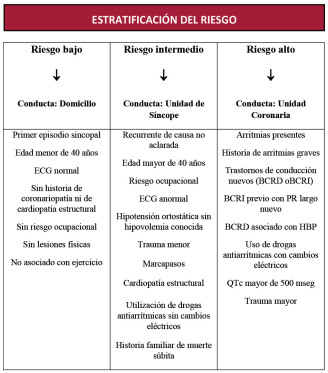 ESTRATIFICACIÓN DEL RIESGO
Riesgo bajo
↓
Conducta: Domicilio
Primer episodio sincopal
Edad menor de 40 años
ECG normal
Sin historia de
coronariopatía ni de
cardiopatía estructural
Sin riesgo ocupacional
Sin lesiones físicas
No asociado con ejercicio
Riesgo intermedio
↓
Conducta: Unidad de
Síncope
Recurrente de causa no
aclarada
Edad mayor de 40 años
Riesgo ocupacional
ECG anormal
Hipotensión ortostática sin
hipovolemia conocida
Trauma menor
Marcapasos
Cardiopatía estructural
Utilización de drogas
antiarrítmicas sin cambios
eléctricos
Historia familiar de muerte
súbita
Riesgo alto
↓
Conducta: Unidad
Coronaria
Arritmias presentes
Historia de arritmias graves
Trastornos de conducción
nuevos (BCRD oBCRI)
BCRI previo con PR largo
nuevo
BCRD asociado con HBP
Uso de drogas
antiarrítmicas con cambios
eléctricos
QTc mayor de 500 mseg
Trauma mayor